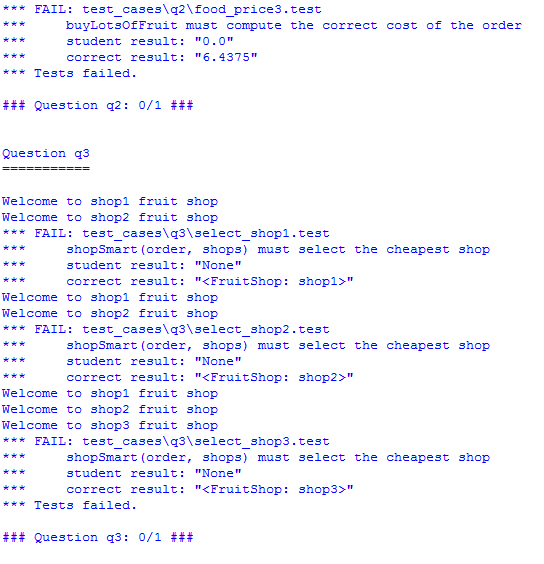 *** FAIL: test_cases\q2\food_price3.test
***     buyLotsOfFruit must compute the correct cost of the order
***     student result: "0.0"
***     correct result: "6.4375"
*** Tests failed.
### Question q2: 0/1 ###
Question q3
===========
Welcome to shop1 fruit shop
Welcome to shop2 fruit shop
*** FAIL: test_cases\q3\select_shop1.test
***     shopSmart(order, shops) must select the cheapest shop
***     student result: "None"
***     correct result: "<FruitShop: shop1>"
Welcome to shop1 fruit shop
Welcome to shop2 fruit shop
*** FAIL: test_cases\q3\select_shop2.test
***     shopSmart(order, shops) must select the cheapest shop
***     student result: "None"
***     correct result: "<FruitShop: shop2>"
Welcome to shop1 fruit shop
Welcome to shop2 fruit shop
Welcome to shop3 fruit shop
*** FAIL: test_cases\q3\select_shop3.test
***     shopSmart(order, shops) must select the cheapest shop
***     student result: "None"
***     correct result: "<FruitShop: shop3>"
*** Tests failed.
### Question q3: 0/1 ###